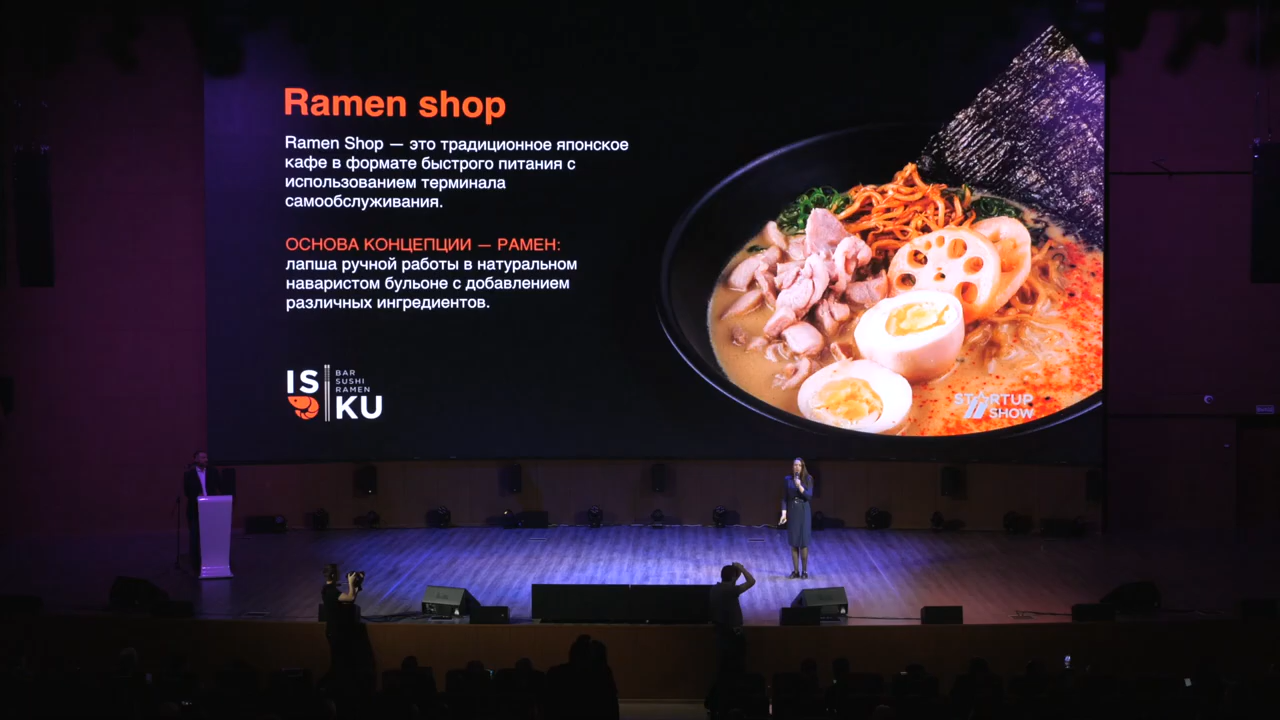 Ramen shop
Ramen Shop — это традиционное японское
кафе в формате быстрого питания с
использованием терминала
самообслуживания.
ОСНОВА КОНЦЕПЦИИ — РАМЕН:
лапша ручной работы в натуральном
наваристом бульоне с добавлением
различных ингредиентов.
IS
KU
BAR
SUSHI
RAMEN
STARTUP
SHOW